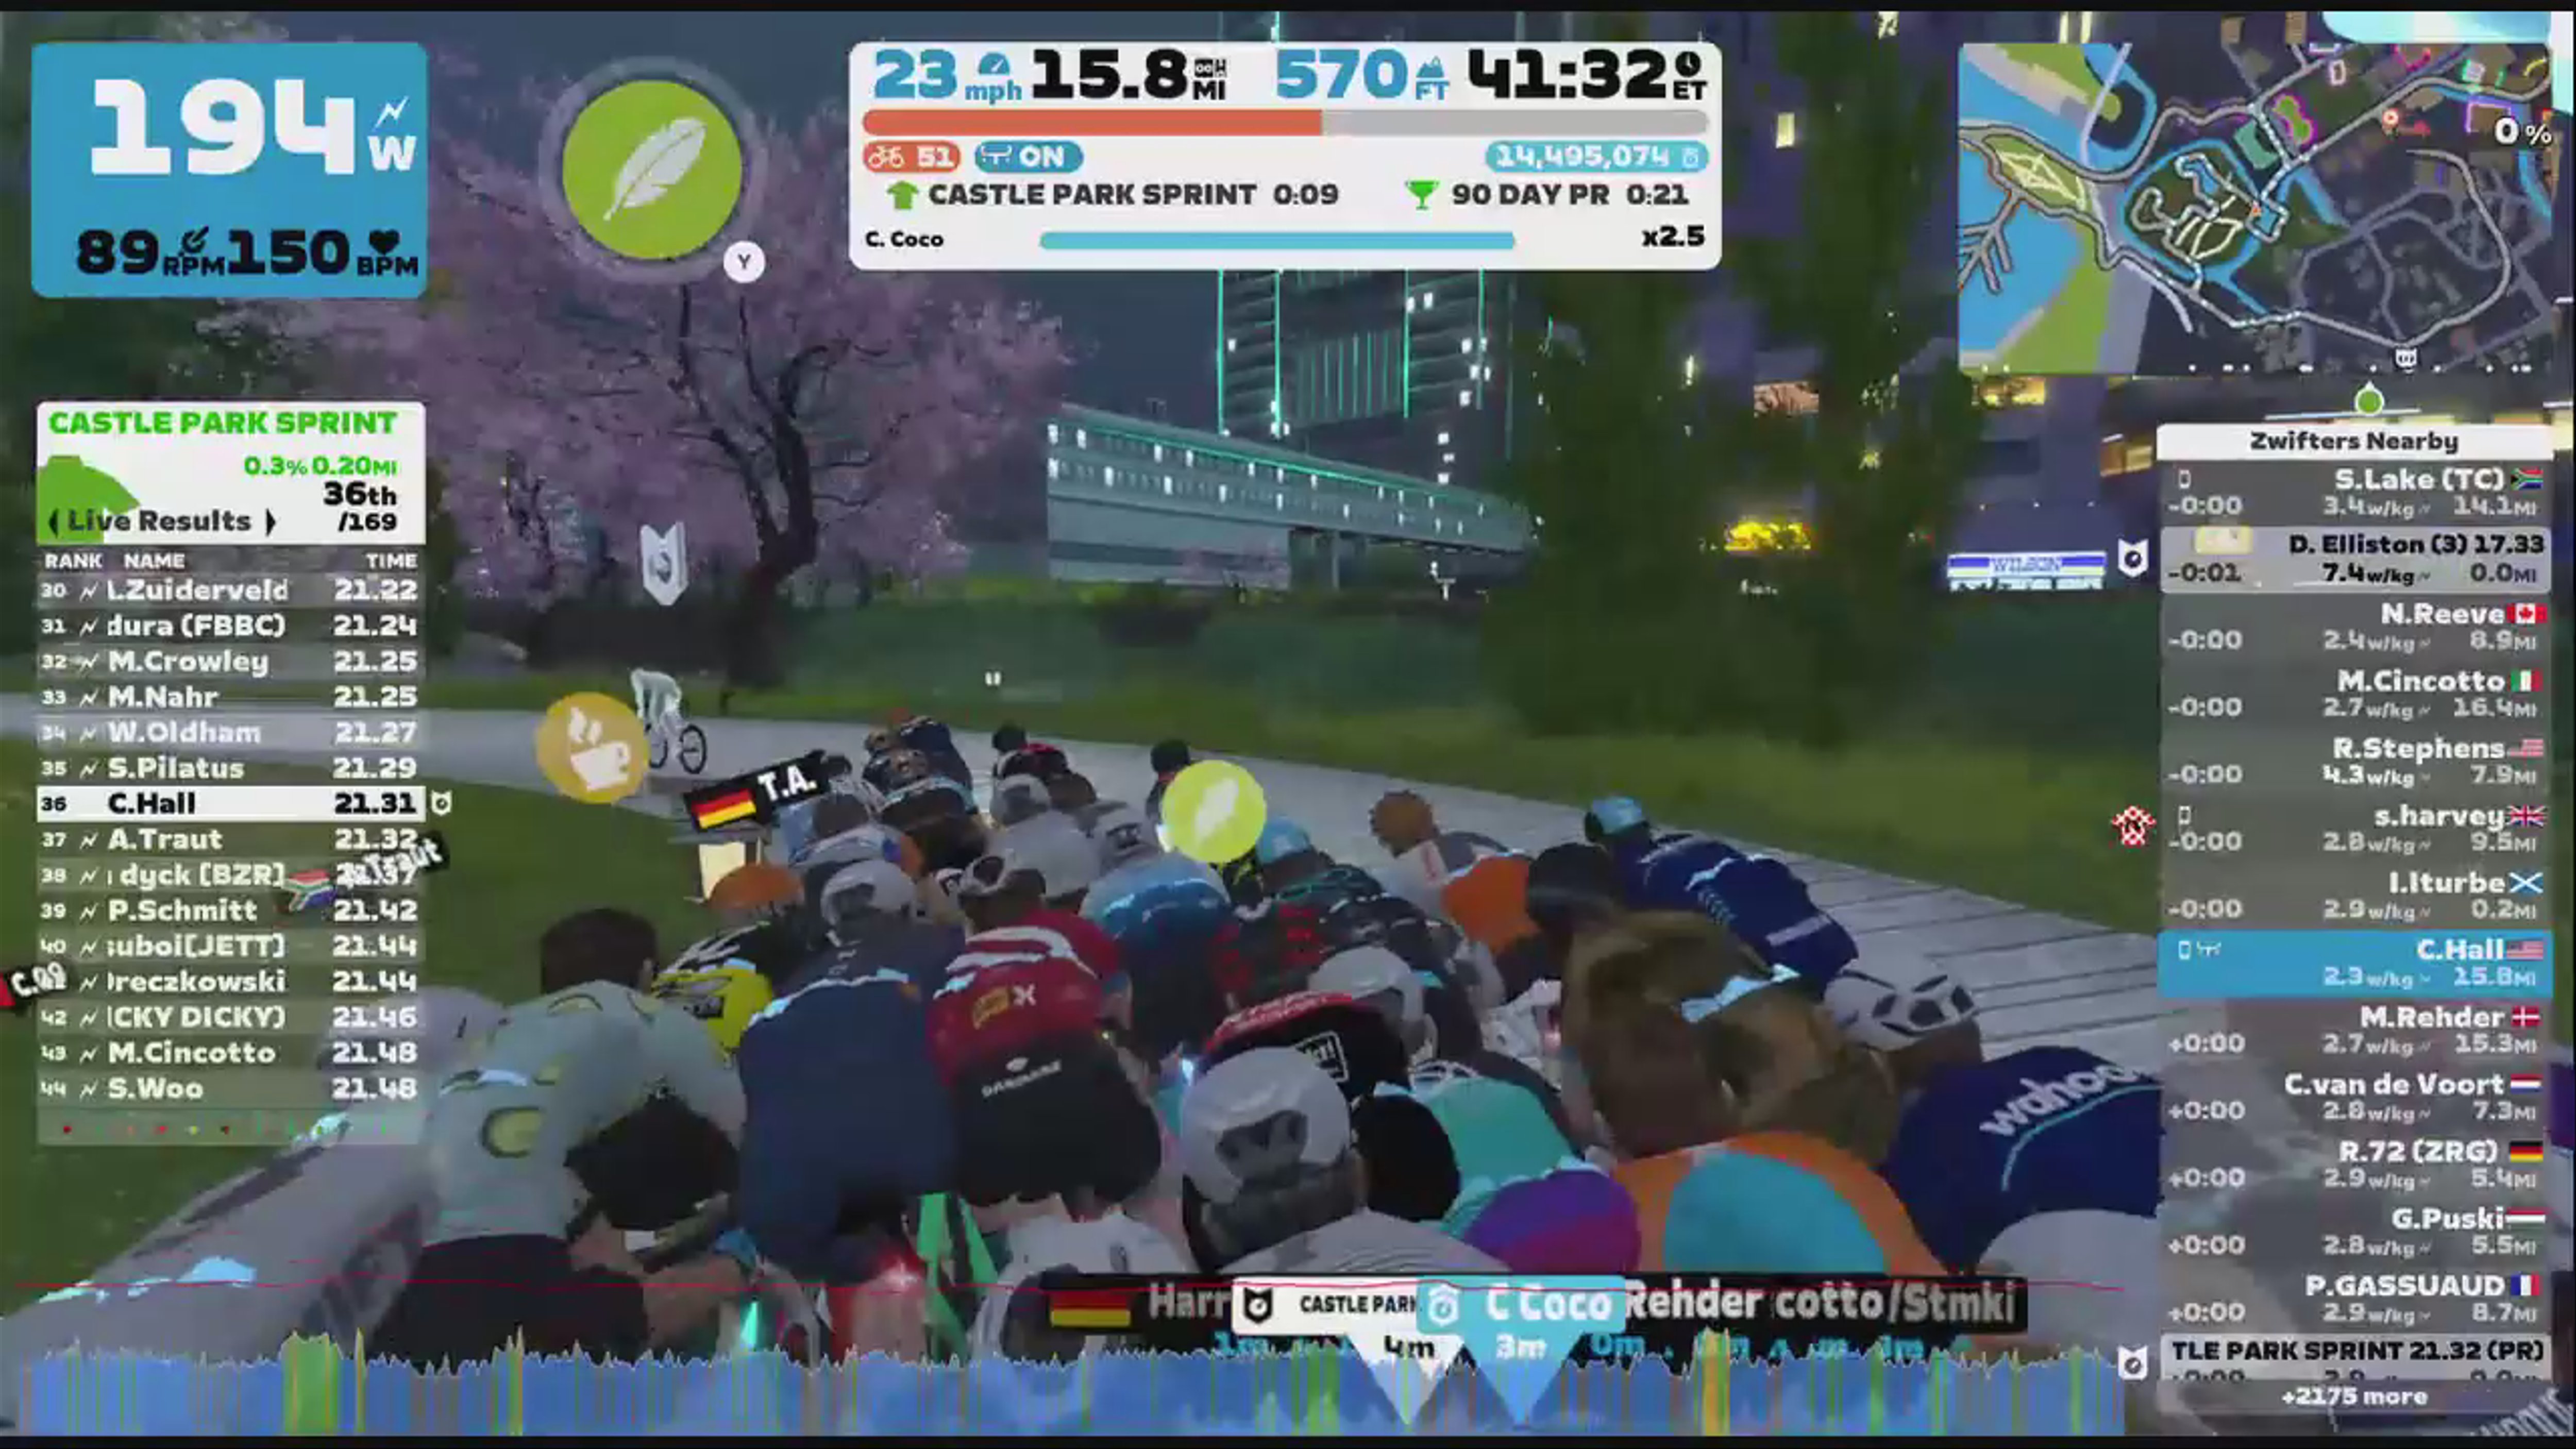 194 W
89 RPM 150 BPM
Y
23 mph 15.8 MI 570 FT 41:32 ET
51 ON 14,495,074
CASTLE PARK SPRINT 0:09 90 DAY PR 0:21
C. Coco x2.5
0%
CASTLE PARK SPRINT
0.3% 0.20MI
36th
Live Results /169
RANK NAME TIME
30 .Zuiderveld 21.22
31 dura (FBBC) 21.24
32 M.Crowley 21.25
33 M.Nahr 21.25
34 W.Oldham 21.27
35 S.Pilatus 21.29
36 C.Hall 21.31
37 A.Traut 21.32
38 dyck [BZR]
39 P.Schmitt 21.42
40 uboi[JETT] 21.44
reczkowski 21.44
42 ICKY DICKY) 21.46
43 M.Cincotto 21.48
44 S.Woo 21.48
T.A.
Traut
WILSON
wahoo
DANMARK
Zwifters Nearby
S.Lake (TC)
-0:00 3.4w/kg 14.1MI
D. Elliston (3) 17.33
-0:01 7.4w/kg 0.0MI
N.Reeve
-0:00 2.4w/kg 8.9MI
M.Cincotto
-0:00 2.7w/kg 16.4MI
R.Stephens
-0:00 4.3w/kg 7.9MI
s.harvey
-0:00 2.8w/kg 9.5MI
I.Iturbe
-0:00 2.9w/kg 0.2MI
C.Hall
2.3w/kg 15.8MI
M.Rehder
+0:00 2.7w/kg 15.3MI
C.van de Voort
+0:00 2.8w/kg 7.3MI
R.72 (ZRG)
+0:00 2.9w/kg 5.4MI
G.Puski
+0:00 2.8w/kg 5.5MI
P.GASSUAUD
+0:00 2.9w/kg 8.7MI
TLE PARK SPRINT 21.32 (PR)
+2175 more
Harr CASTLE PARK C Coco Rehder cotto/Stmki
4m 3m 0m